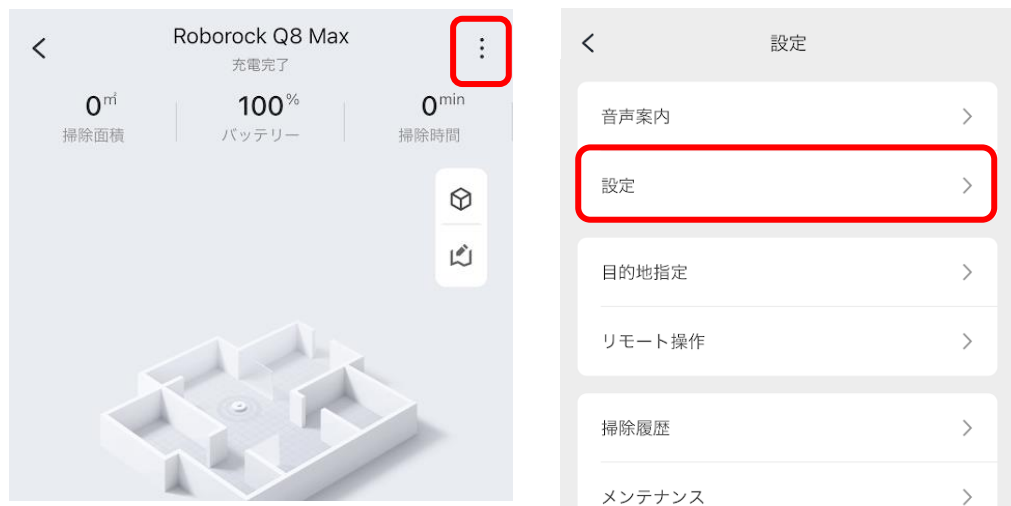 Roborock Q8 Max
充電完了
0㎡
100%
0min
掃除面積
バッテリー
掃除時間
設定
音声案内
設定
目的地指定
リモート操作
掃除履歴
メンテナンス